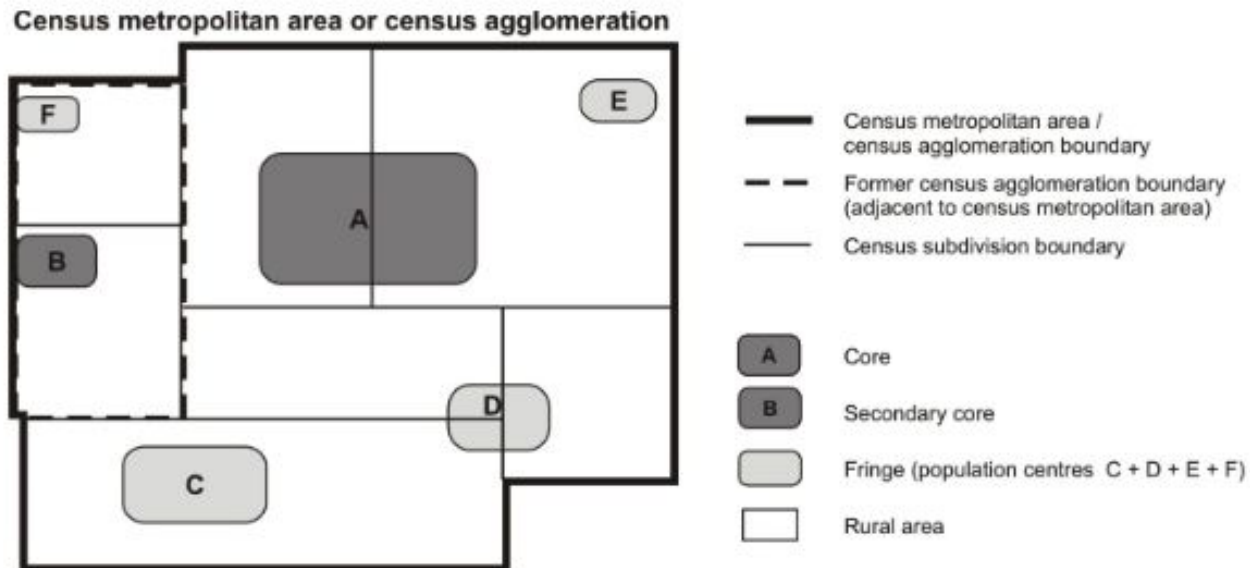 Census metropolitan area or census agglomeration
F
E
A
B
D
C
Census metropolitan area /
census agglomeration boundary
Former census agglomeration boundary
(adjacent to census metropolitan area)
Census subdivision boundary
A Core
B Secondary core
Fringe (population centres C + D + E + F)
Rural area